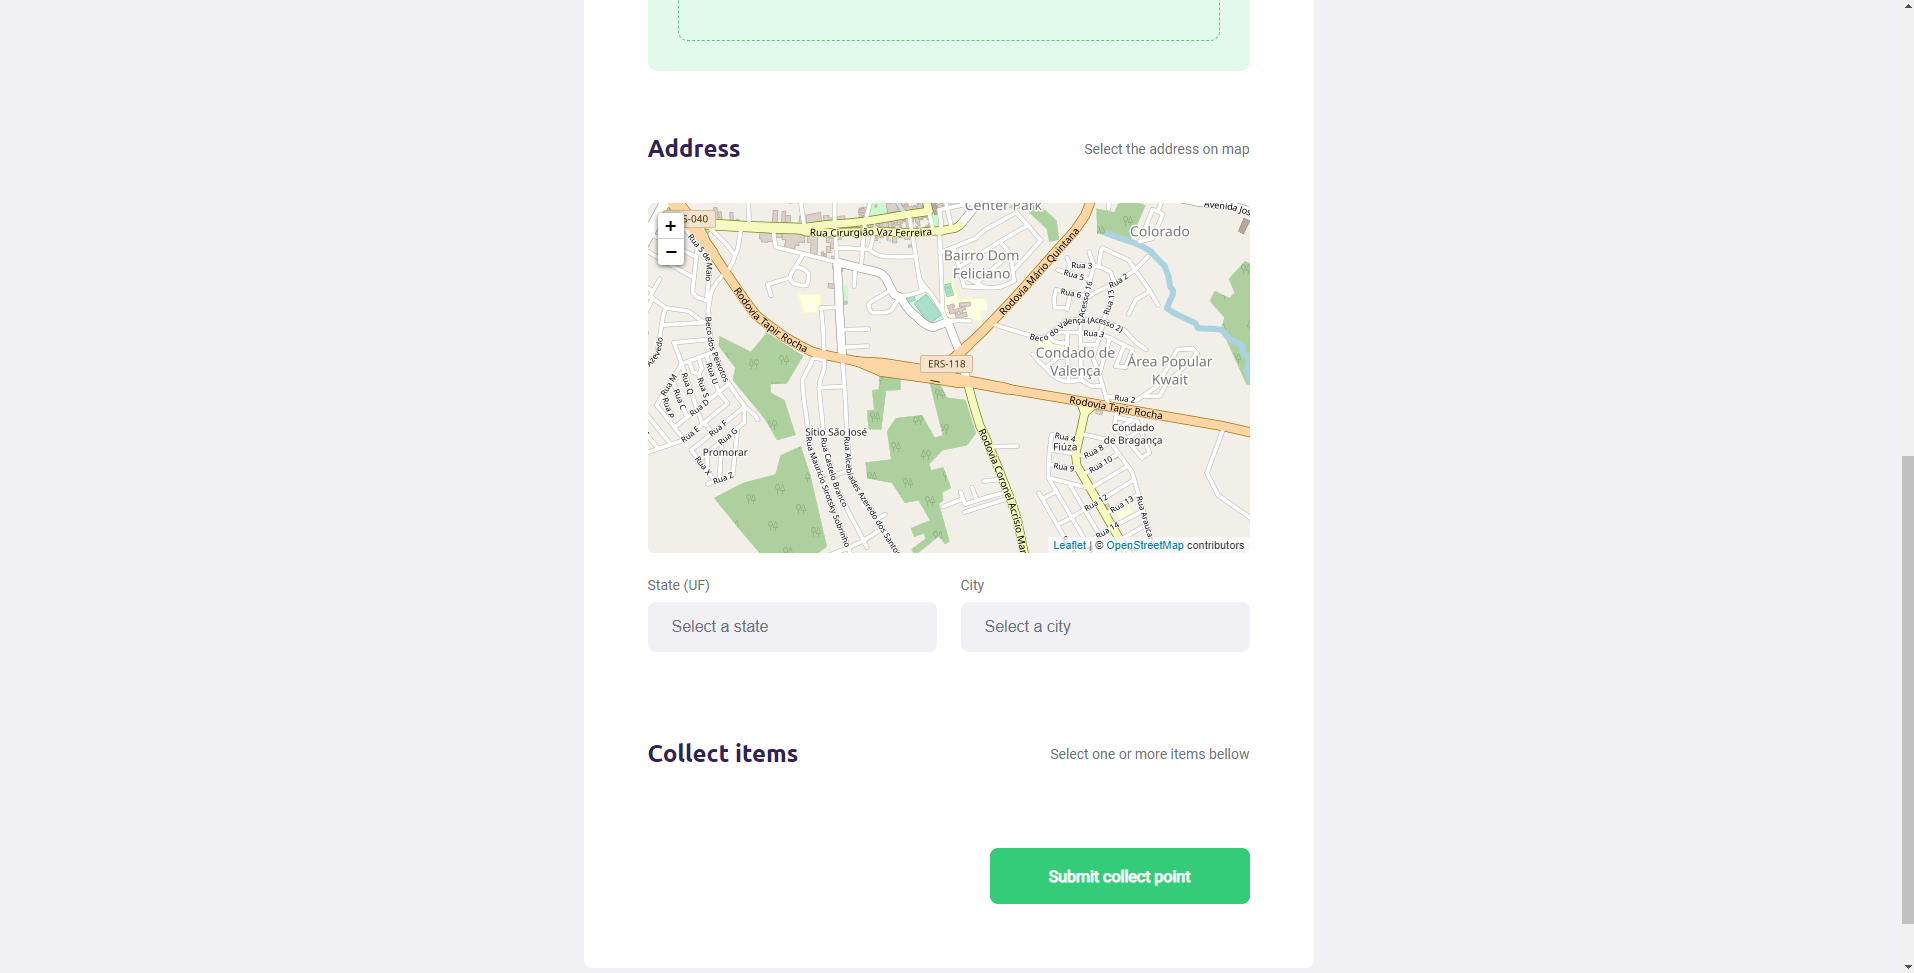 Address
Select the address on map
+
−
S-040
Center Park
Avenida Jos
Rua Cirurgião Vaz Ferreira
Colorado
Rua 5 de Maio
Bairro Dom
Feliciano
Rodovia Mário Quintana
Rua 3
Rua 5
Rua 2
Rua 6
Acesso 16
Rua 13
Rodovia Tapir Rocha
Beco dos Peixotos
Beco do Valença (Acesso 2)
Rua 3
Azevedo
Condado de
Valença
Área Popular
Kwait
ERS-118
Rua M
Rua Q
Rua S
Rua U
Rua C
Rua P
Rua D
Rua 2
Rodovia Tapir Rocha
Rua E
Rua F
Rua G
Sítio São José
Condado
de Bragança
Rua 4
Fiúza
Rua 8
Promorar
Rua X
Rua Z
Rua 9
Rua 10
Rua Maurício Sirotsky Sobrinho
Rua Castelo Branco
Rua Alcebíades Azeredo dos Santos
Rodovia Coronel Acrísio Mar
Rua 12
Rua 13
Rua Arauca
Rua 14
Leaflet | © OpenStreetMap contributors
State (UF)
City
Select a state
Select a city
Collect items
Select one or more items bellow
Submit collect point